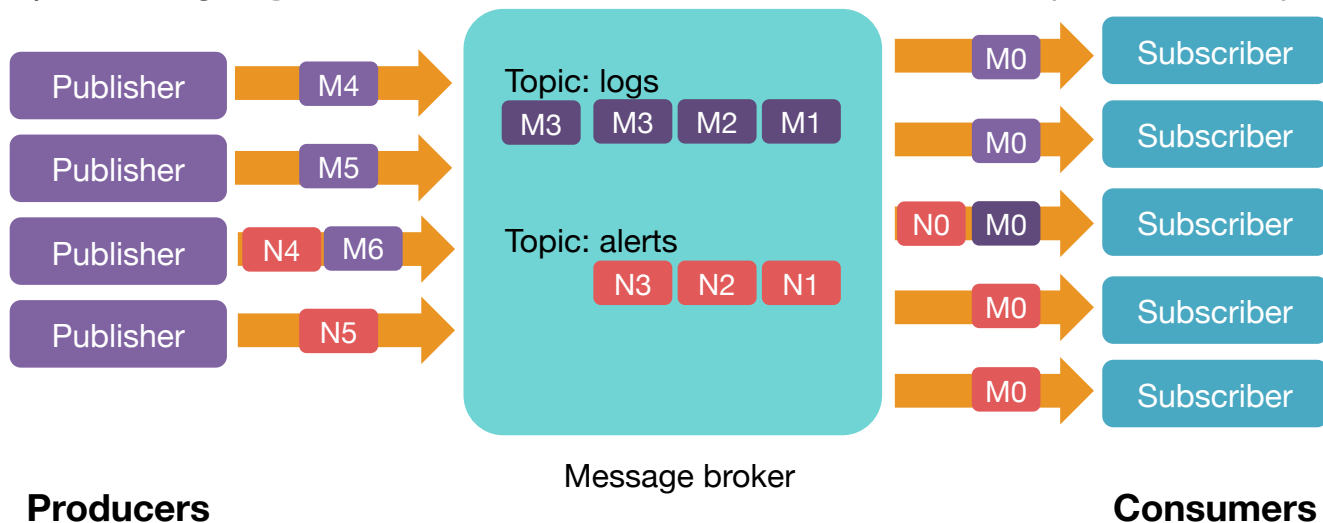 Publisher
M4
Publisher
M5
Publisher
N4 M6
Publisher
N5
Topic: logs
M3 M3 M2 M1
Topic: alerts
N3 N2 N1
Message broker
M0
Subscriber
M0
Subscriber
N0 M0
Subscriber
M0
Subscriber
M0
Subscriber
Producers
Consumers